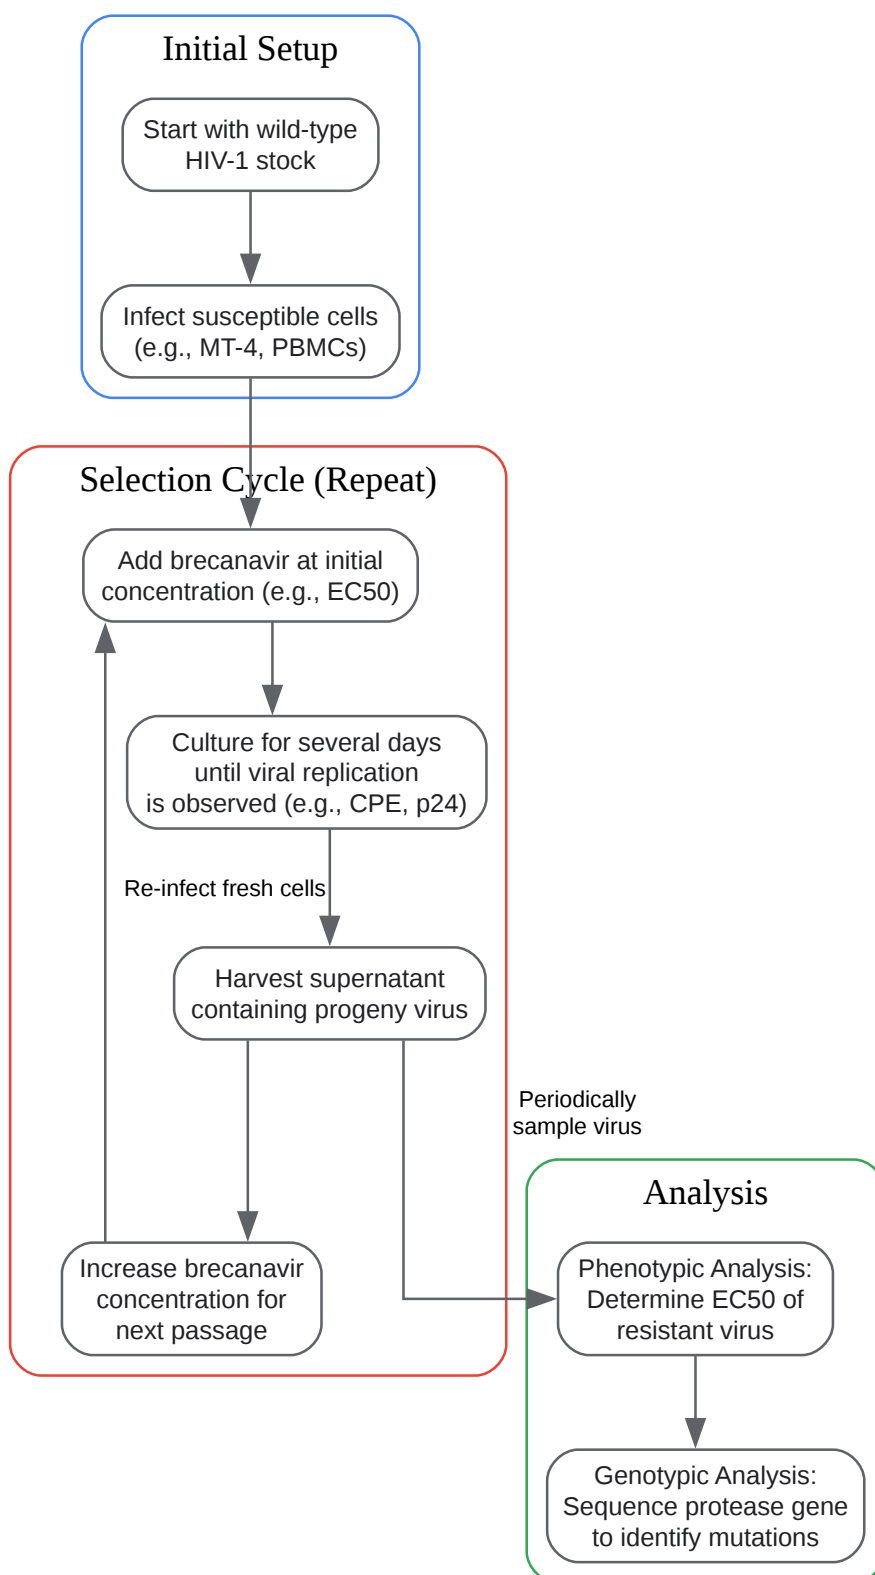 Initial Setup
Start with wild-type
HIV-1 stock
Infect susceptible cells
(e.g., MT-4, PBMCs)
Selection Cycle (Repeat)
Add brecanavir at initial
concentration (e.g., EC50)
Culture for several days
until viral replication
is observed (e.g., CPE, p24)
Re-infect fresh cells
Harvest supernatant
containing progeny virus
Periodically
sample virus
Increase brecanavir
concentration for
next passage
Analysis
Phenotypic Analysis:
Determine EC50 of
resistant virus
Genotypic Analysis:
Sequence protease gene
to identify mutations